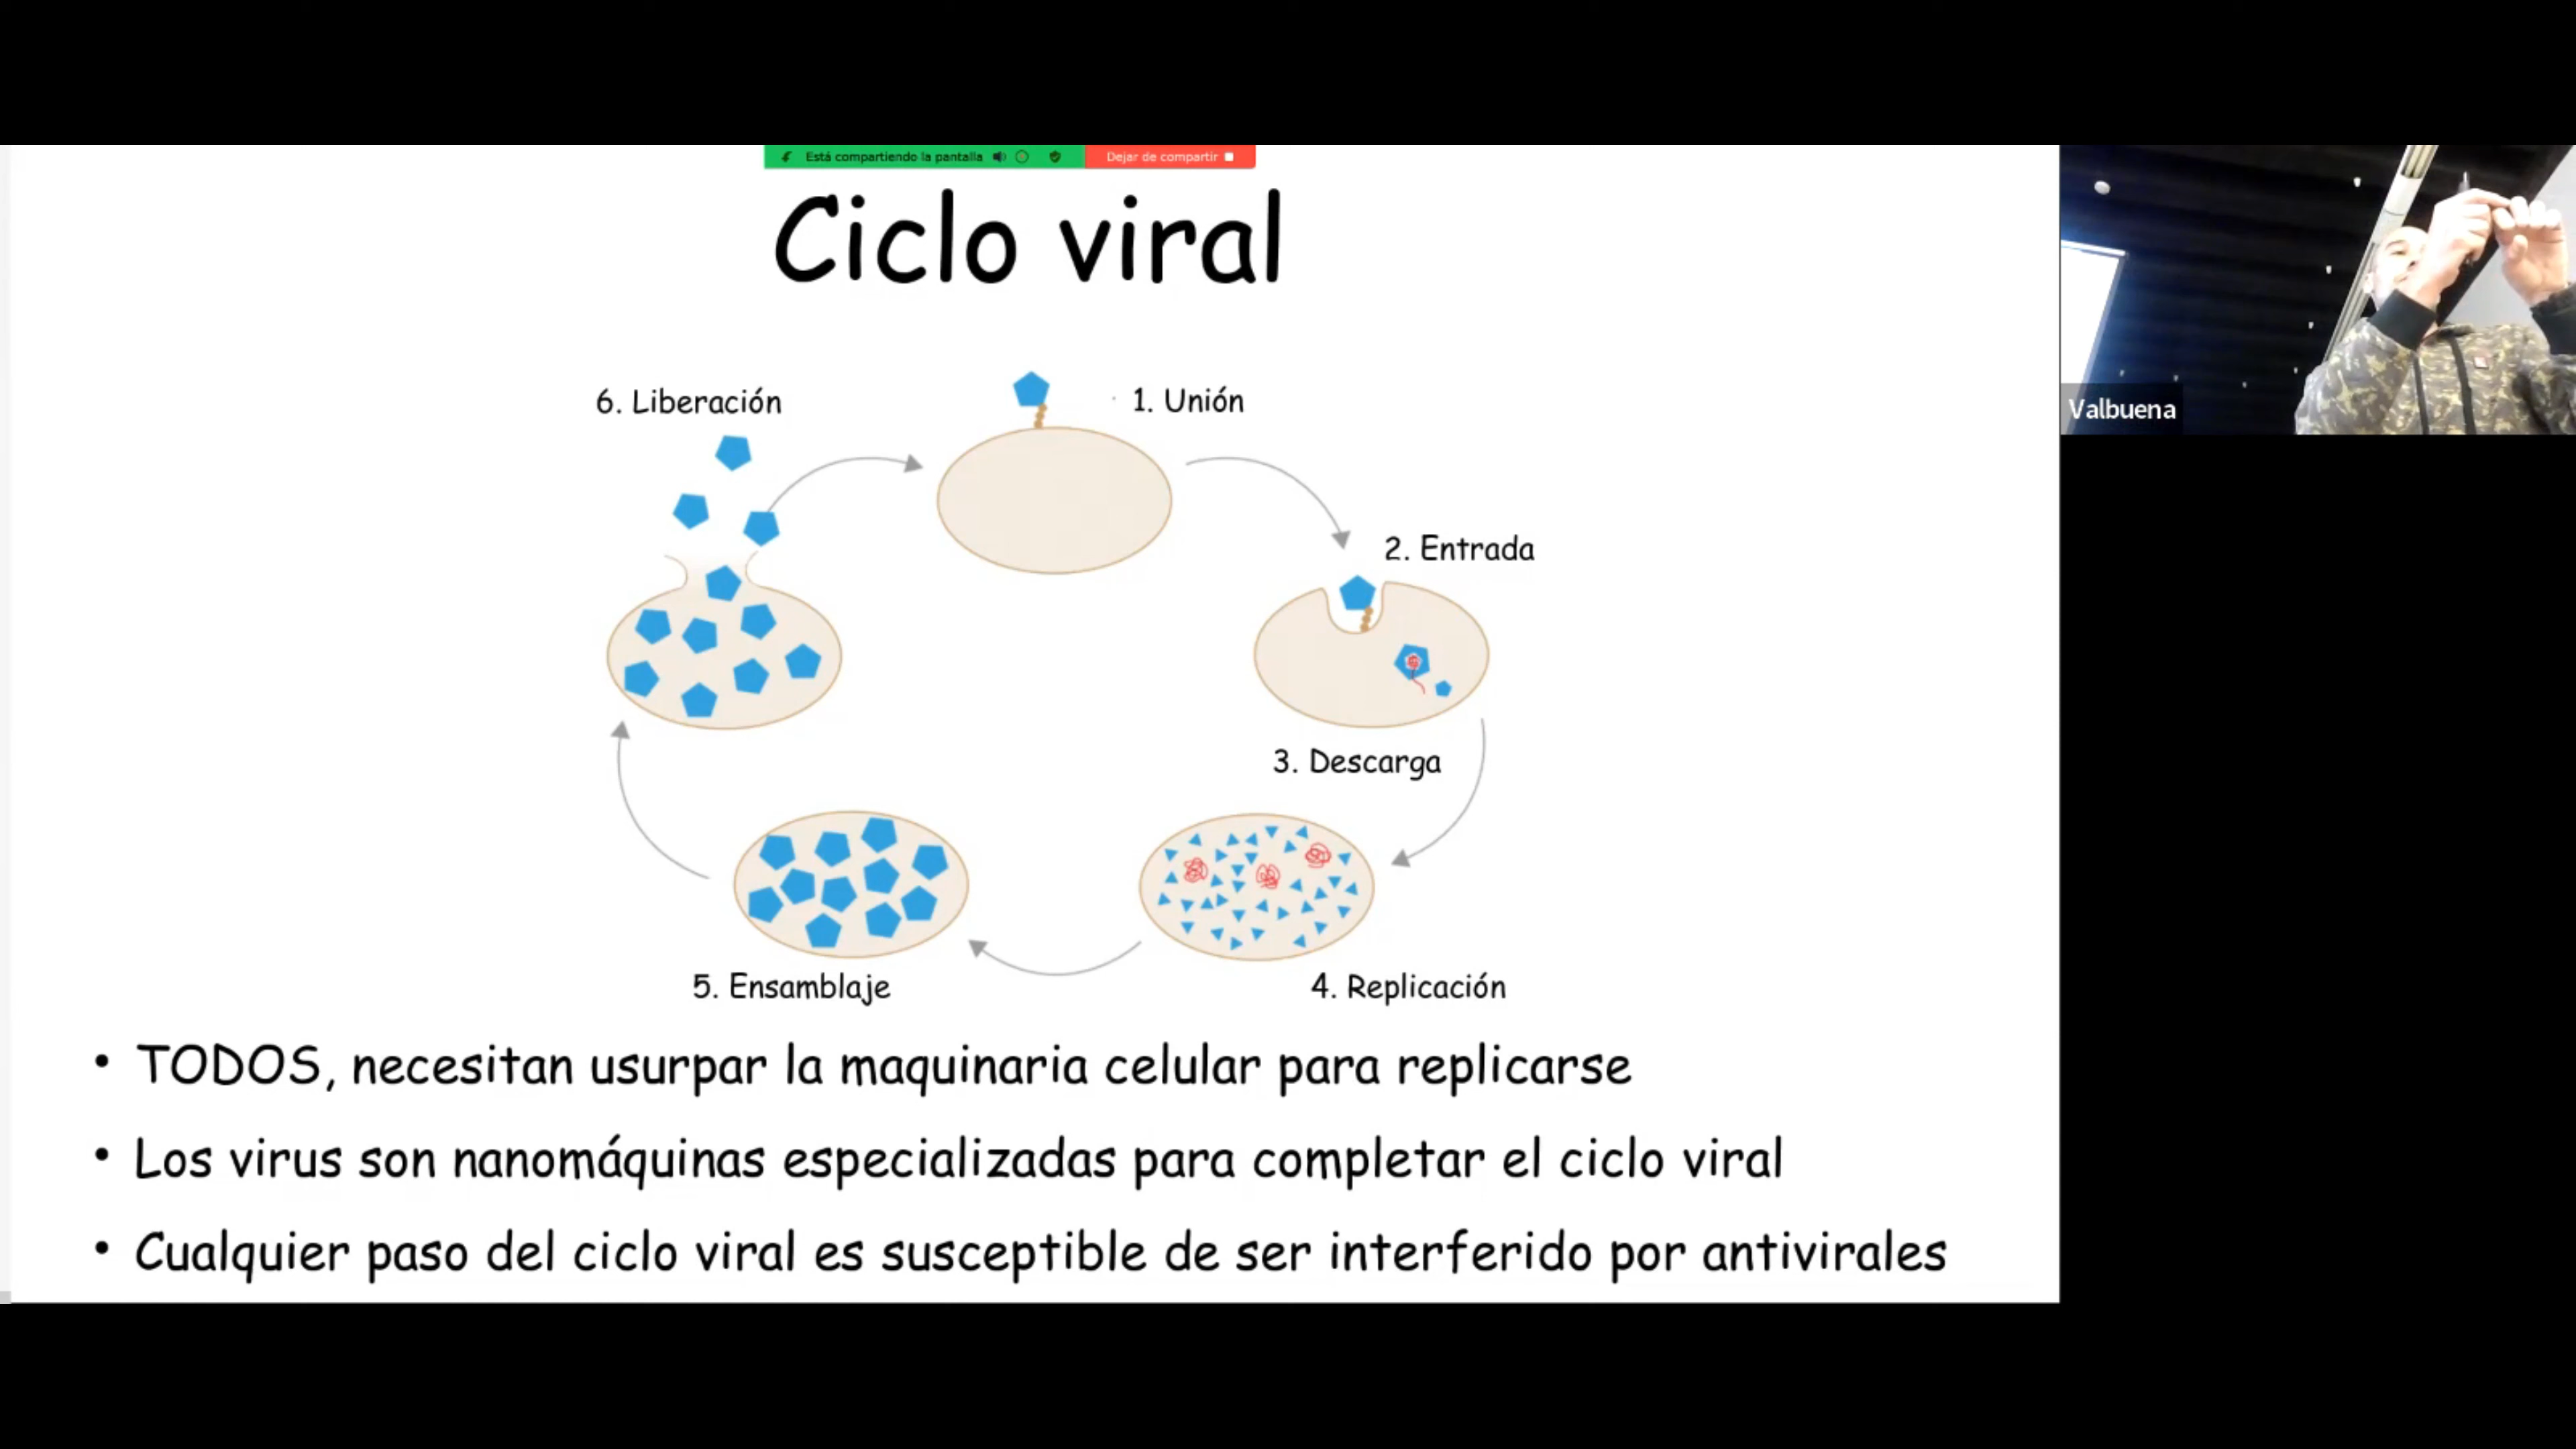 Está compartiendo la pantalla
Dejar de compartir
Ciclo viral
6. Liberación
1. Unión
2. Entrada
3. Descarga
5. Ensamblaje
4. Replicación
• TODOS, necesitan usurpar la maquinaria celular para replicarse
• Los virus son nanomáquinas especializadas para completar el ciclo viral
• Cualquier paso del ciclo viral es susceptible de ser interferido por antivirales
Valbuena